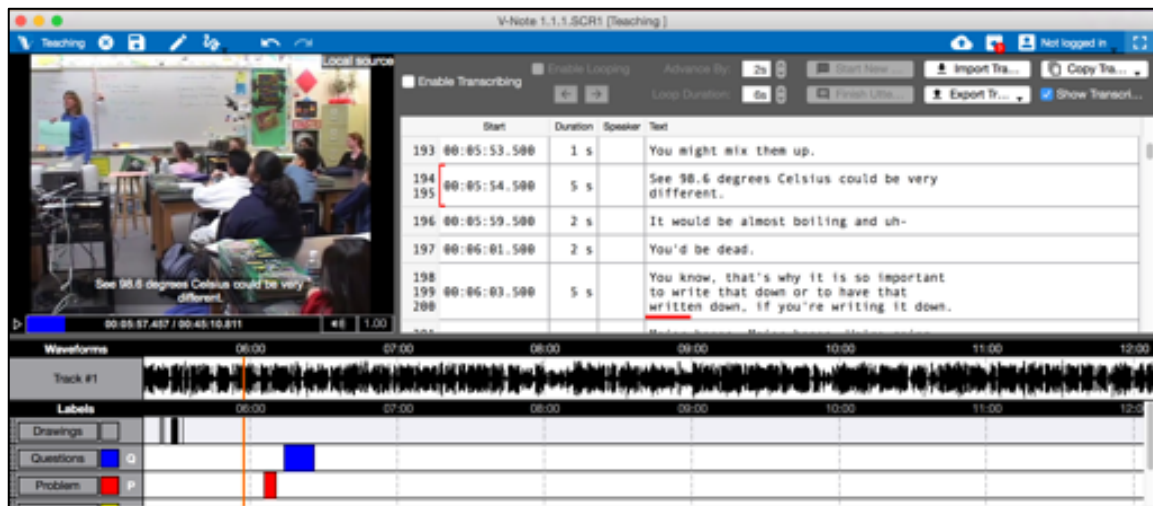 V-Note 1.1.1.SCR1 [Teaching ]
Teaching
Not logged in
Local source
Enable Transcribing
Enable Looping
Advance By:
2s
Start New ...
Import Tra...
Copy Tra...
Loop Duration:
6s
Finish Utte...
Export Tr...
Show Transcri...
Start Duration Speaker Text
193 00:05:53.500 1 s You might mix them up.
194 195 00:05:54.500 5 s See 98.6 degrees Celsius could be very
different.
196 00:05:59.500 2 s It would be almost boiling and uh-
197 00:06:01.500 2 s You'd be dead.
198 You know, that's why it is so important
199 00:06:03.500 5 s to write that down or to have that
200 written down, if you're writing it down.
See 98.6 degrees Celsius could be very
different.
00:05:57.457 / 00:45:10.811
1.00
Waveforms 06:00 07:00 08:00 09:00 10:00 11:00 12:00
Track #1
Labels 06:00 07:00 08:00 09:00 10:00 11:00 12:0
Drawings
Questions Q
Problem P